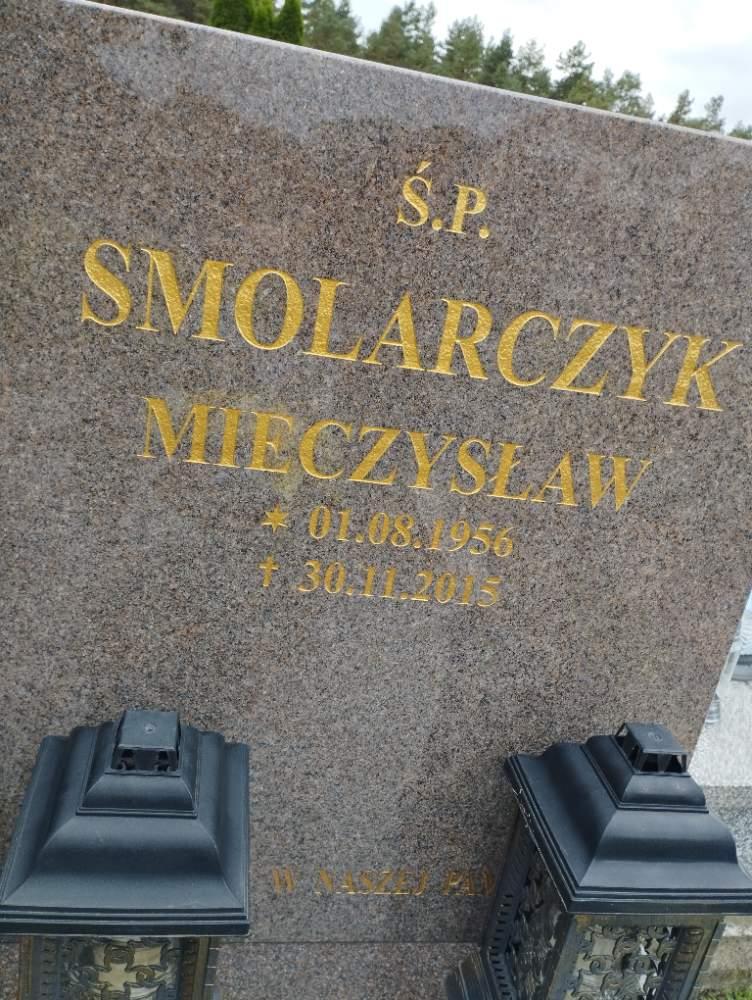 Ś.P.
SMOLARCZYK
MIECZYSŁAW
* 01.08.1956
† 30.11.2015
W NASZEJ